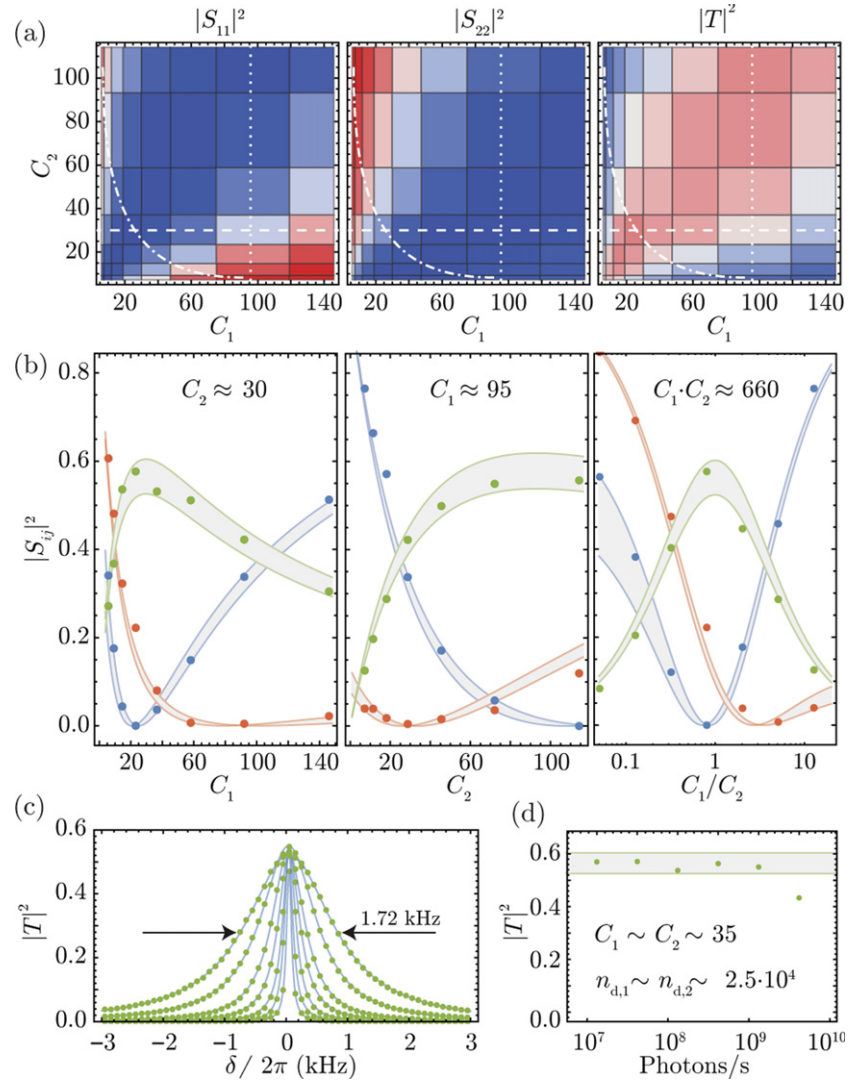 (a) |S₁₁|² |S₂₂|² |T|²
100
80
60
40
20
C₂
20 60 100 140 20 60 100 140 20 60 100 140
C₁ C₁ C₁
(b)
C₂ ≈ 30 C₁ ≈ 95 C₁·C₂ ≈ 660
0.8
0.6
0.4
0.2
0.0
|Sᵢⱼ|²
20 60 100 140 20 60 100 0.1 1 10
C₁ C₂ C₁/C₂
(c)
0.6
0.4
0.2
0.0
|T|²
1.72 kHz
−3 −2 −1 0 1 2 3
δ/ 2π (kHz)
(d)
0.6
0.4
0.2
0.0
|T|²
C₁ ∼ C₂ ∼ 35
n_d,1 ∼ n_d,2 ∼ 2.5·10⁴
10⁷ 10⁸ 10⁹ 10¹⁰
Photons/s